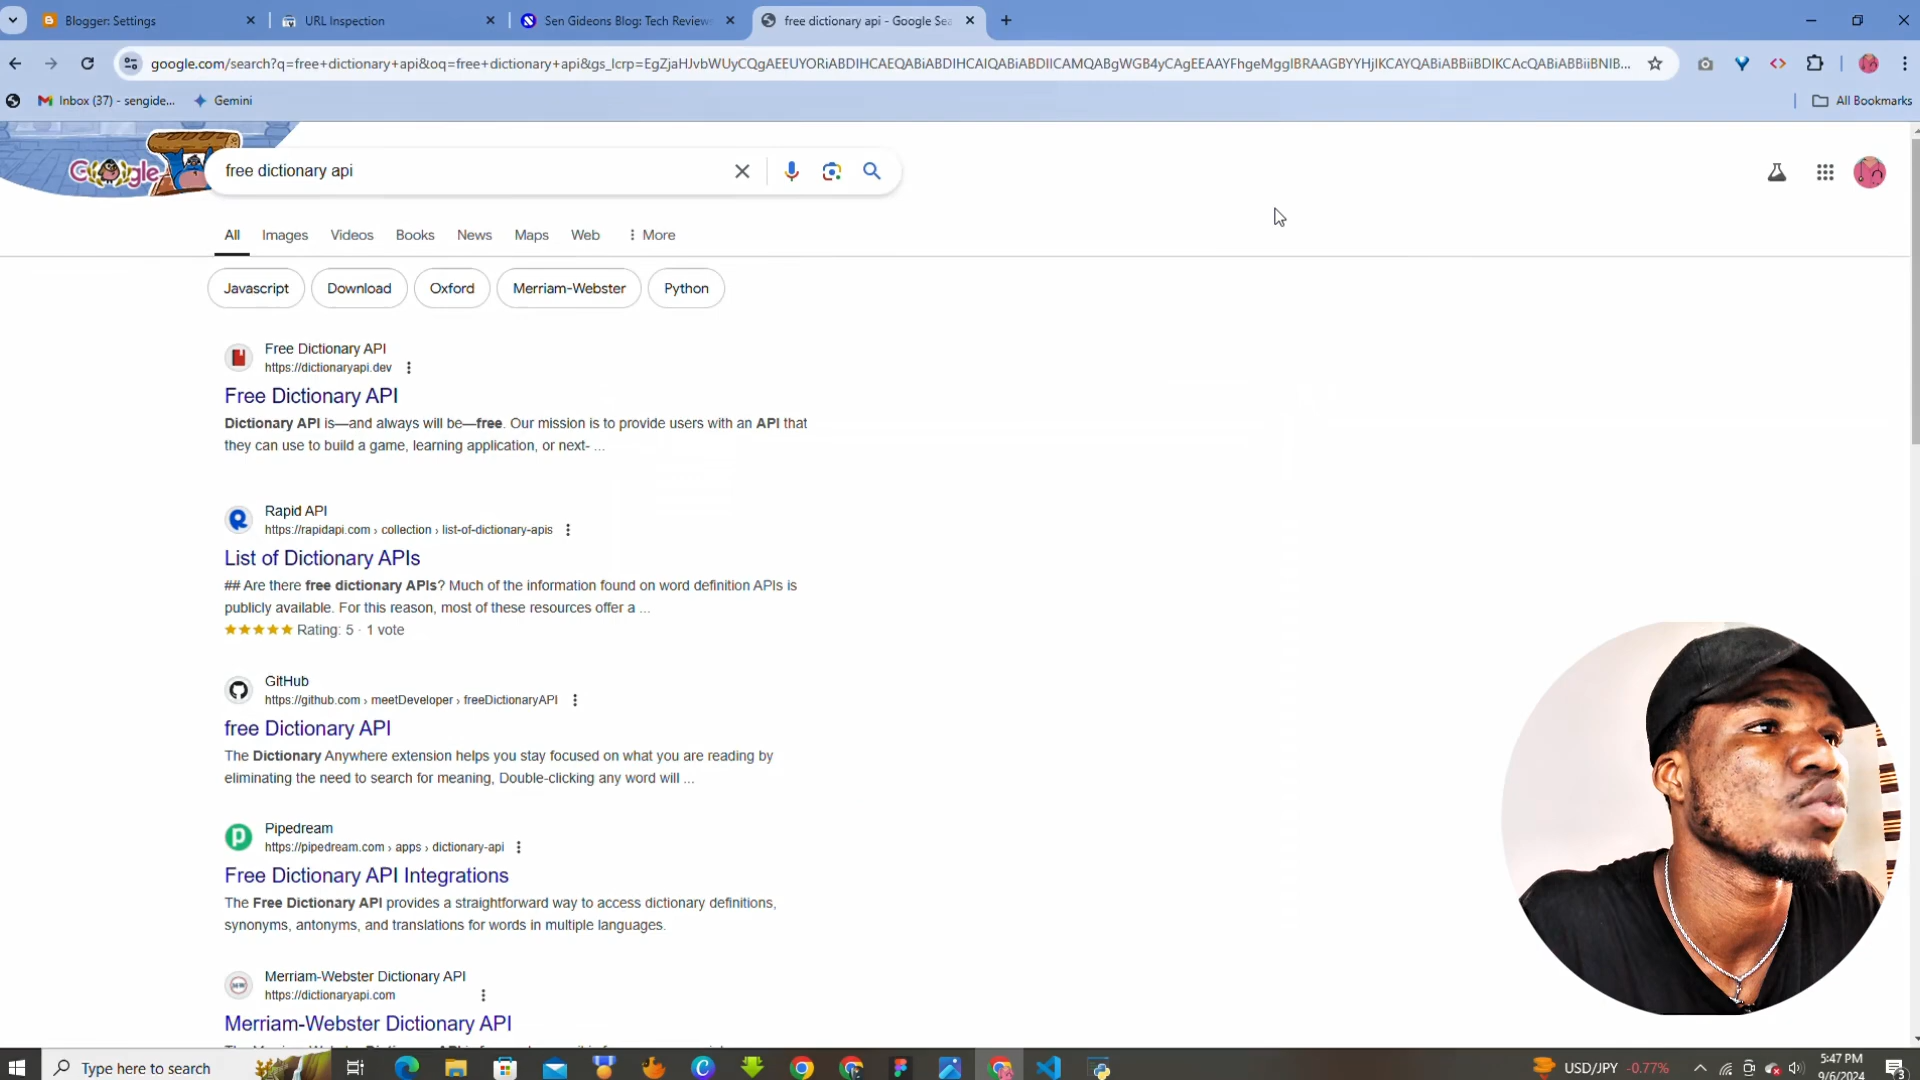 Blogger: Settings
URL Inspection
Sen Gideons Blog: Tech Review
free dictionary api - Google Sea
google.com/search?q=free+dictionary+api&oq=free+dictionary+api&gs_lcrp=
Inbox (37) - sengide...
Gemini
All Bookmarks
Google
free dictionary api
All
Images
Videos
Books
News
Maps
Web
More
Javascript
Download
Oxford
Merriam-Webster
Python
Free Dictionary API
https://dictionaryapi.dev
Free Dictionary API
Dictionary API is—and always will be—free. Our mission is to provide users with an API that
they can use to build a game, learning application, or next- ...
Rapid API
https://rapidapi.com › collection › list-of-dictionary-apis
List of Dictionary APIs
## Are there free dictionary APIs? Much of the information found on word definition APIs is
publicly available. For this reason, most of these resources offer a ...
Rating: 5 · 1 vote
GitHub
https://github.com › meetDeveloper › freeDictionaryAPI
free Dictionary API
The Dictionary Anywhere extension helps you stay focused on what you are reading by
eliminating the need to search for meaning, Double-clicking any word will ...
Pipedream
https://pipedream.com › apps › dictionary-api
Free Dictionary API Integrations
The Free Dictionary API provides a straightforward way to access dictionary definitions,
synonyms, antonyms, and translations for words in multiple languages.
Merriam-Webster Dictionary API
https://dictionaryapi.com
Merriam-Webster Dictionary API
Type here to search
USD/JPY -0.77%
5:47 PM
9/6/2024
3